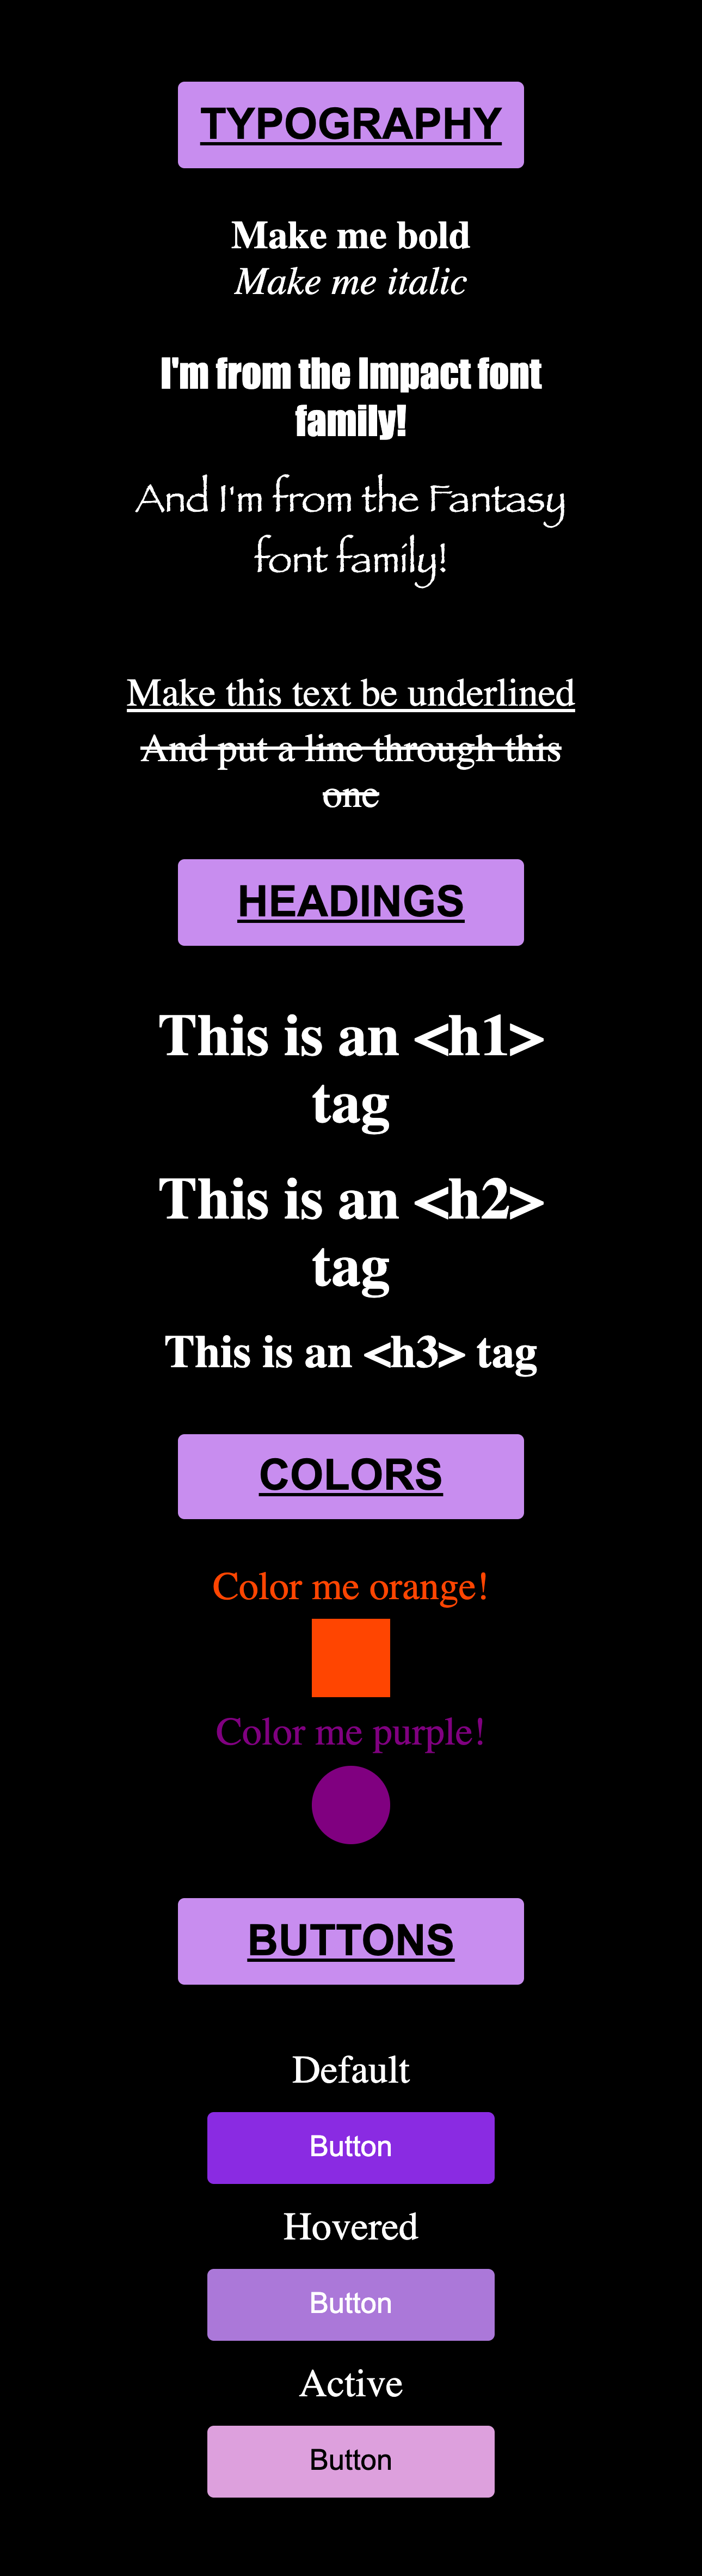 TYPOGRAPHY
Make me bold
Make me italic
I'm from the Impact font
family!
And I'm from the Fantasy
font family!
Make this text be underlined
And put a line through this
one
HEADINGS
This is an <h1>
tag
This is an <h2>
tag
This is an <h3> tag
COLORS
Color me orange!
Color me purple!
BUTTONS
Default
Button
Hovered
Button
Active
Button